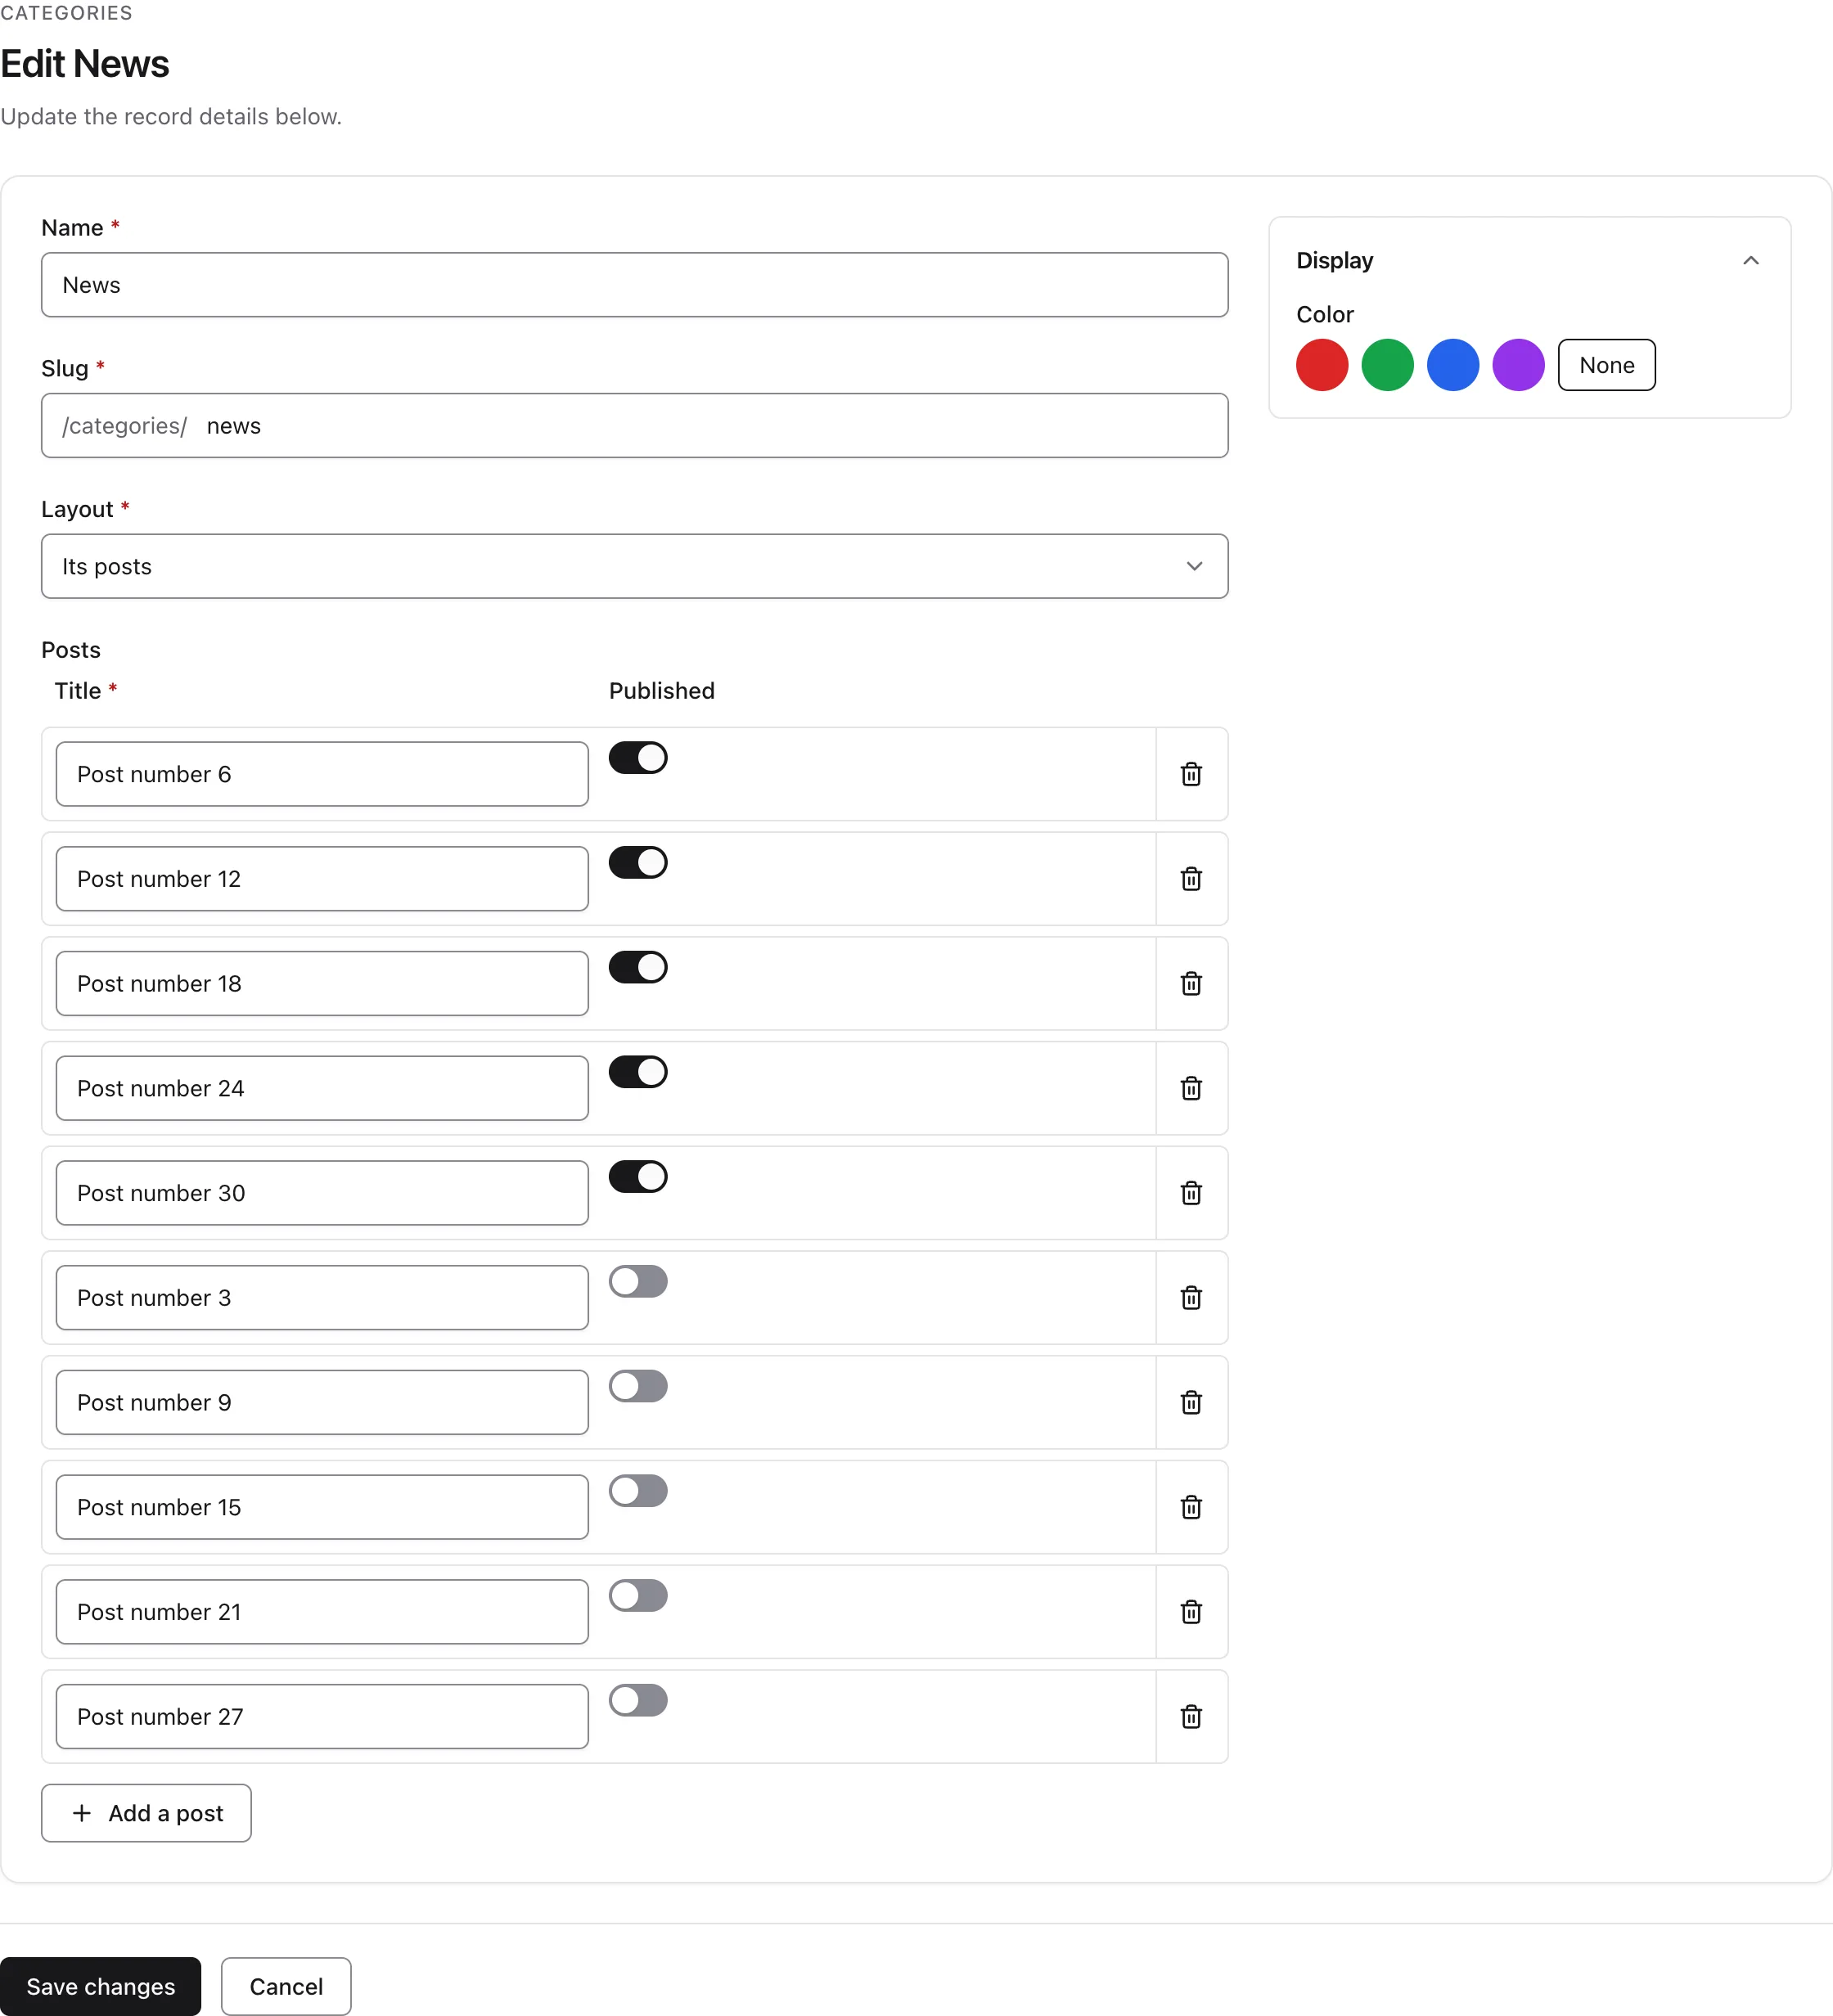 CATEGORIES
Edit News
Update the record details below.
Name *
News
Slug *
/categories/ news
Layout *
Its posts
Posts
Title * Published
Post number 6
Post number 12
Post number 18
Post number 24
Post number 30
Post number 3
Post number 9
Post number 15
Post number 21
Post number 27
+ Add a post
Display
Color
None
Save changes Cancel